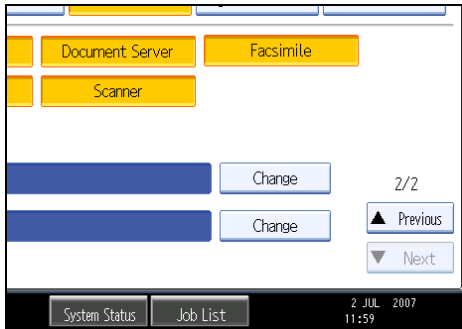 Document Server Facsimile
Scanner
Change 2/2
▲ Previous
Change
▼ Next
System Status Job List 2 JUL 2007
11:59